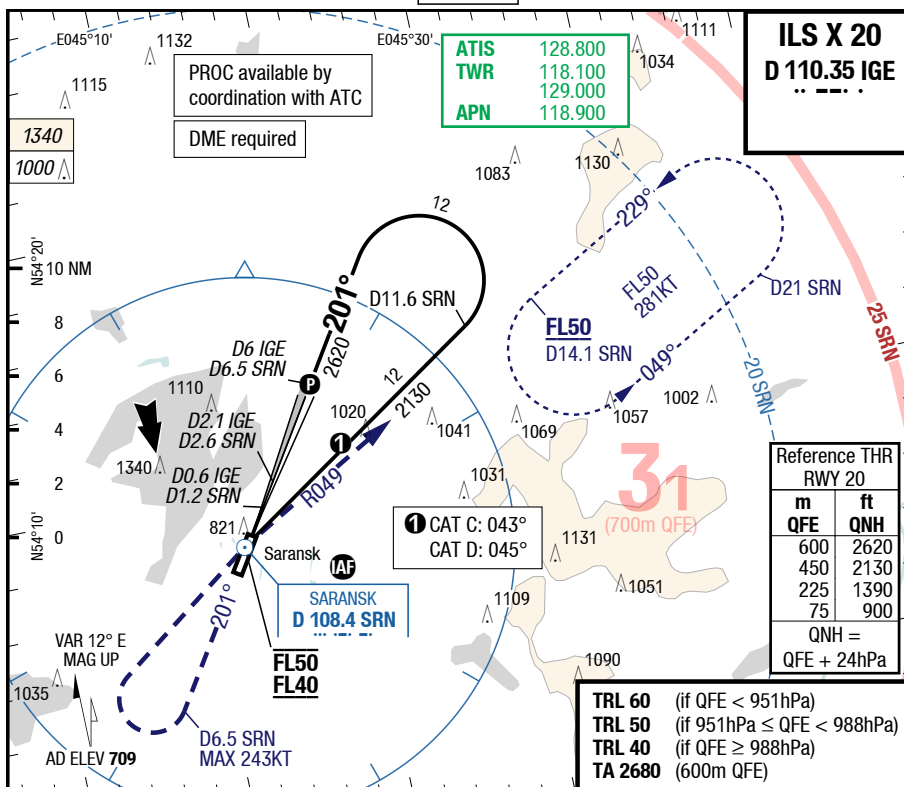 E045°10'
1132
E045°30'
1111
1115
PROC available by
coordination with ATC
DME required
ATIS 128.800
TWR 118.100
129.000
APN 118.900
1034
ILS X 20
D 110.35 IGE
1340
1000
1083
1130
12
229°
N54°20'
10 NM
201°
D11.6 SRN
FL50
281KT
D21 SRN
FL50
D14.1 SRN
25 SRN
8
D6 IGE
D6.5 SRN
P
2620
049°
20 SRN
6
12
2130
1110
1020
1041
1069
1057
1002
4
D2.1 IGE
D2.6 SRN
1
1340
D0.6 IGE
D1.2 SRN
R049
1031
31
(700m QFE)
Reference THR
RWY 20
m ft
QFE QNH
600 2620
450 2130
225 1390
75 900
QNH =
QFE + 24hPa
2
821
1 CAT C: 043°
CAT D: 045°
1131
N54°10'
0
Saransk
IAF
1051
201°
SARANSK
D 108.4 SRN
1109
FL50
FL40
VAR 12° E
MAG UP
1035
1090
D6.5 SRN
MAX 243KT
AD ELEV 709
TRL 60 (if QFE < 951hPa)
TRL 50 (if 951hPa ≤ QFE < 988hPa)
TRL 40 (if QFE ≥ 988hPa)
TA 2680 (600m QFE)